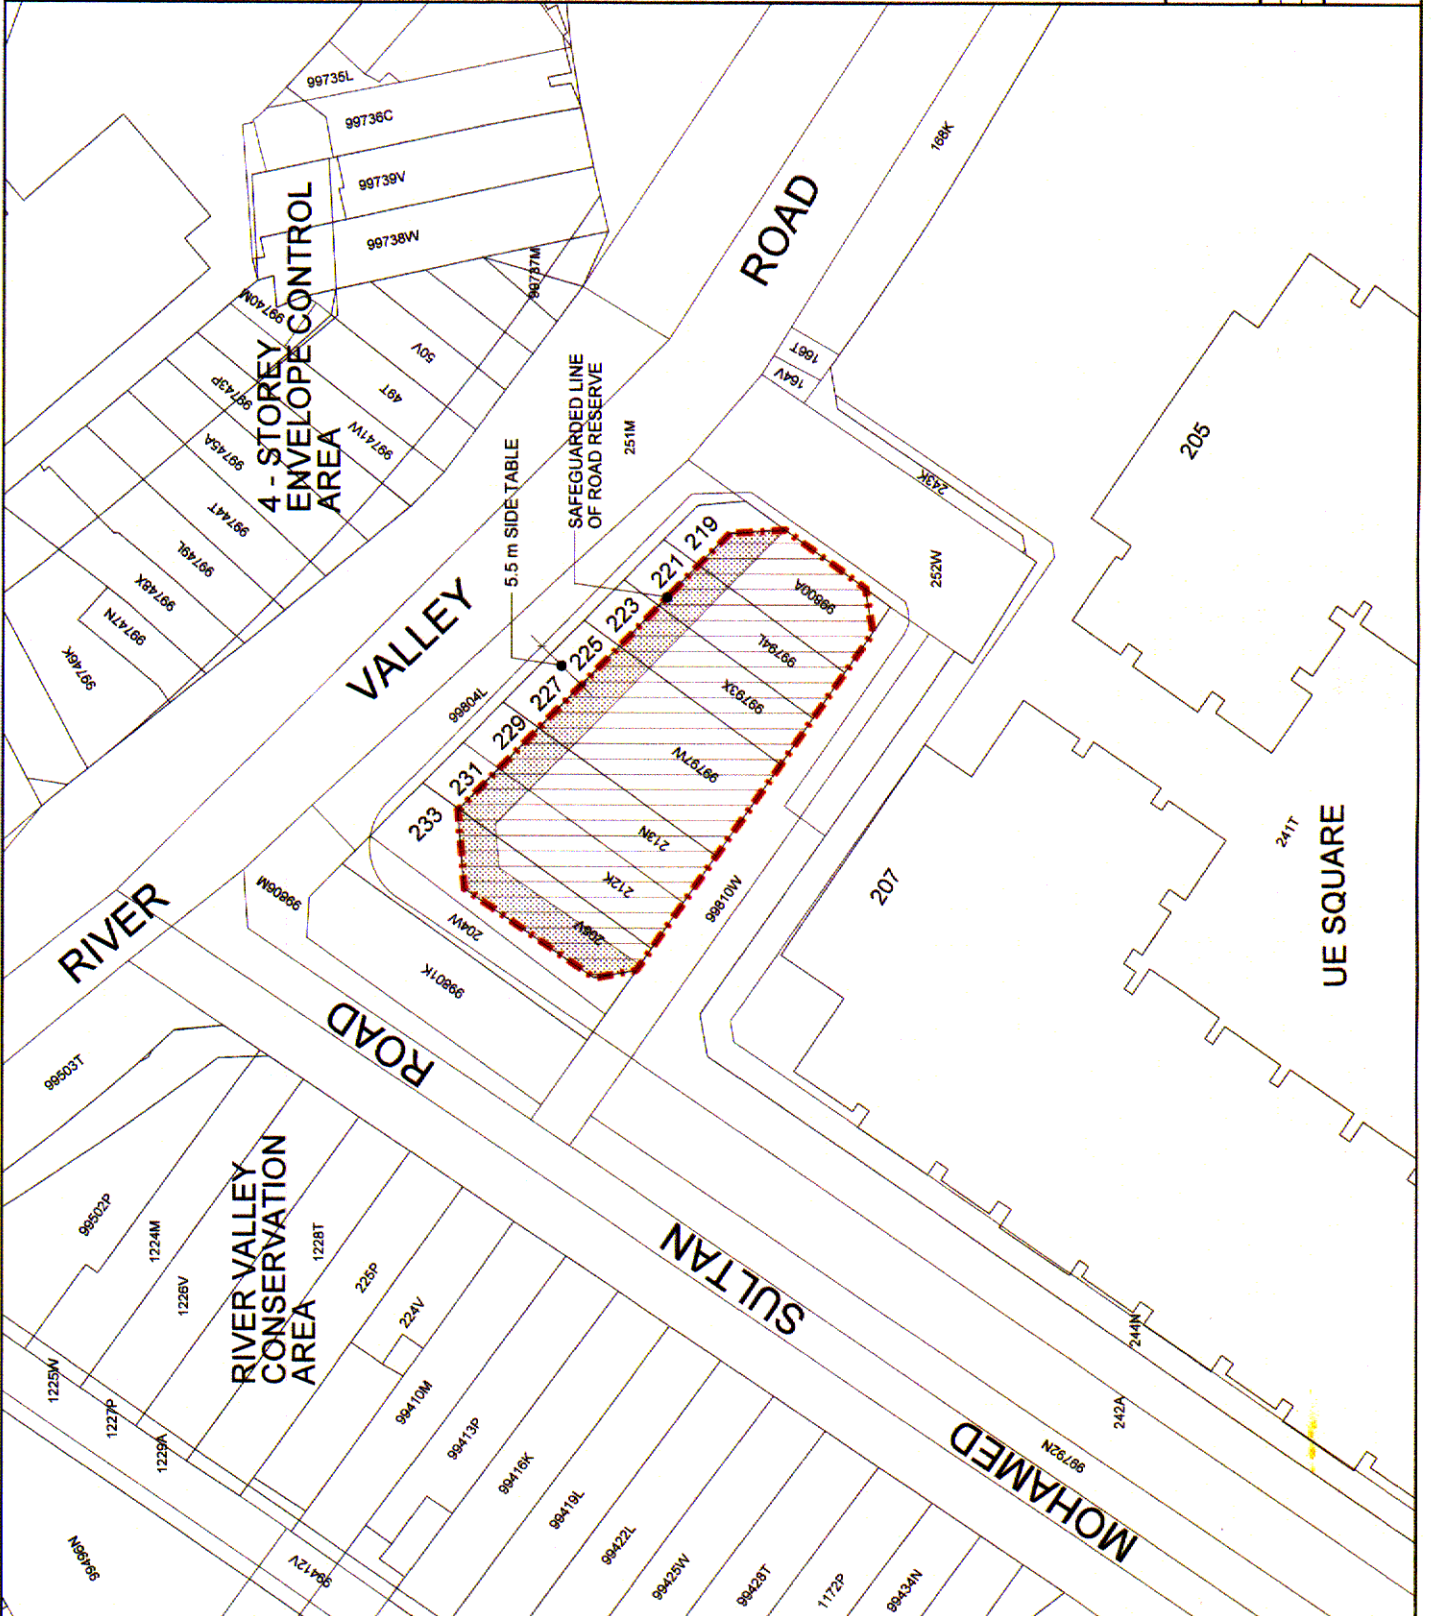 99735L
99736C
99739V
99738W
99737M
4 - STOREY
ENVELOPE CONTROL
AREA
99740M
50V
49T
99741W
99743P
99745A
99744T
99749L
99748X
99747N
99746K
168K
166T
164V
ROAD
VALLEY
RIVER
5.5 m SIDE TABLE
SAFEGUARDED LINE
OF ROAD RESERVE
251M
243K
252W
205
219
221
223
225
227
229
231
233
99804L
99800A
99794L
99793X
99797W
213N
212K
206V
204W
99801K
99806M
99810W
207
241T
UE SQUARE
ROAD
SULTAN
MOHAMED
99503T
99502P
1224M
1226V
RIVER VALLEY
CONSERVATION
AREA
1228T
225P
224V
1225W
1227P
1229A
99410M
99413P
99416K
99419L
99422L
99425W
99428T
1172P
99434N
99496N
99412V
244N
242A
99792N